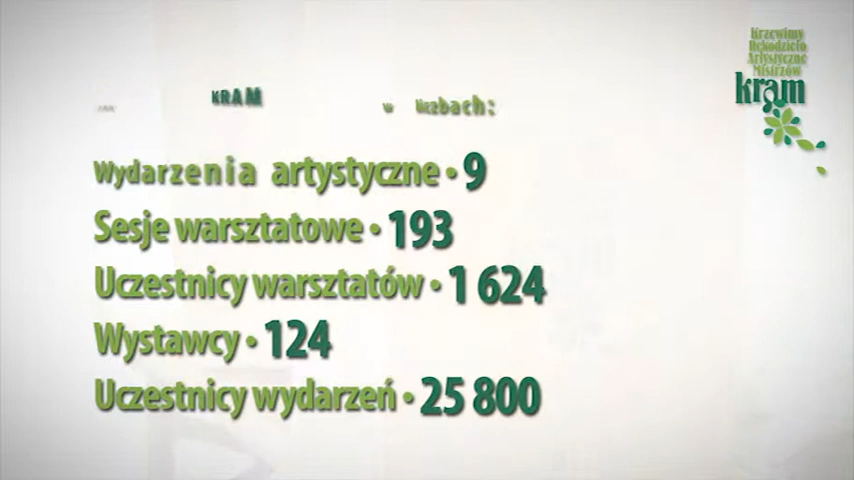 KRAM w liczbach:
Wydarzenia artystyczne • 9
Sesje warsztatowe • 193
Uczestnicy warsztatów • 1 624
Wystawcy • 124
Uczestnicy wydarzeń • 25 800
Krzewimy
Rękodzieło
Artystyczne
Mistrzów
kram